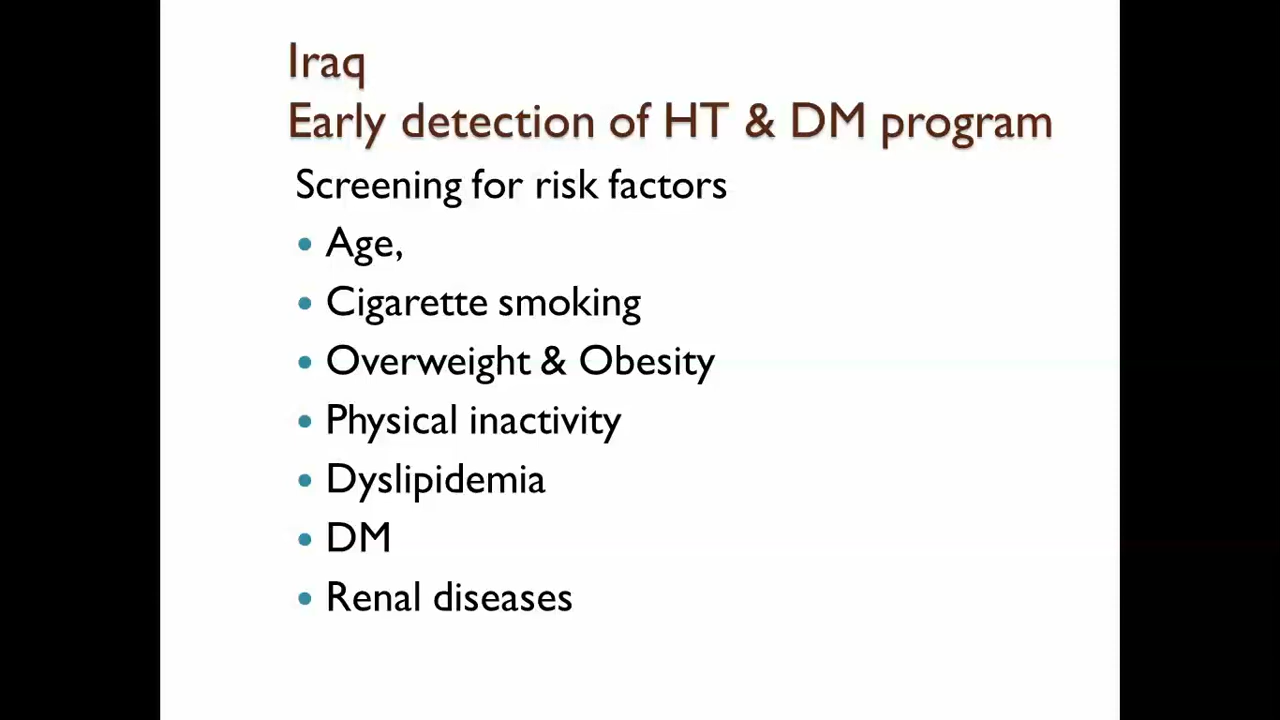 Iraq
Early detection of HT & DM program
Screening for risk factors
• Age,
• Cigarette smoking
• Overweight & Obesity
• Physical inactivity
• Dyslipidemia
• DM
• Renal diseases